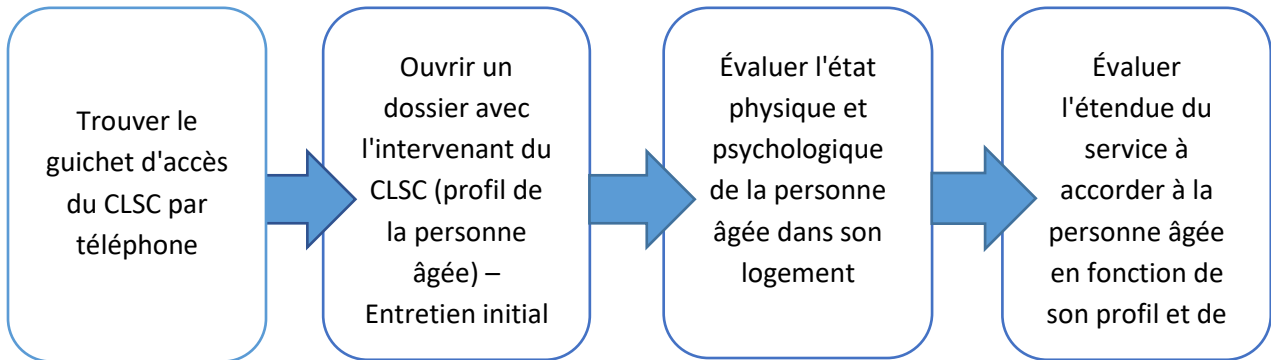 Trouver le
guichet d'accès
du CLSC par
téléphone
Ouvrir un
dossier avec
l'intervenant du
CLSC (profil de
la personne
âgée) –
Entretien initial
Évaluer l'état
physique et
psychologique
de la personne
âgée dans son
logement
Évaluer
l'étendue du
service à
accorder à la
personne âgée
en fonction de
son profil et de